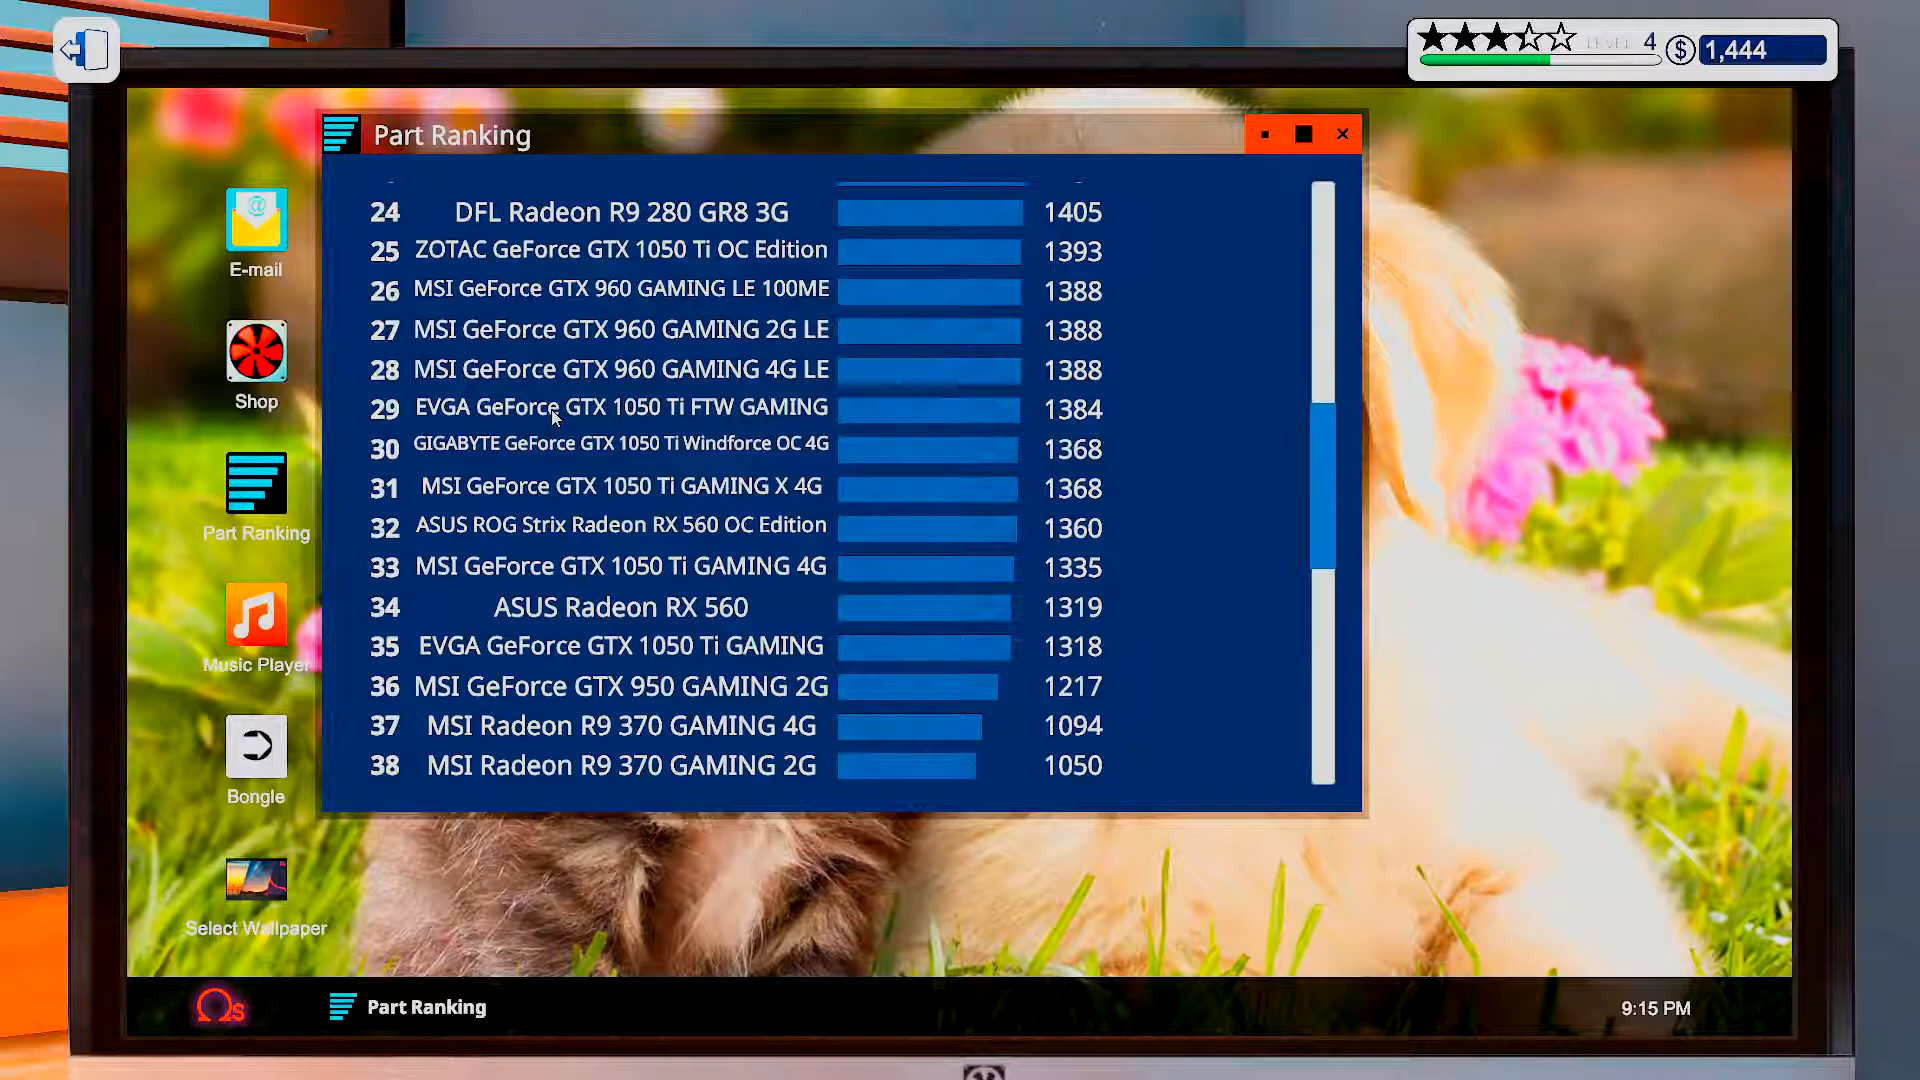 LEVEL 4
$ 1,444
Part Ranking
24 DFL Radeon R9 280 GR8 3G 1405
25 ZOTAC GeForce GTX 1050 Ti OC Edition 1393
26 MSI GeForce GTX 960 GAMING LE 100ME 1388
27 MSI GeForce GTX 960 GAMING 2G LE 1388
28 MSI GeForce GTX 960 GAMING 4G LE 1388
29 EVGA GeForce GTX 1050 Ti FTW GAMING 1384
30 GIGABYTE GeForce GTX 1050 Ti Windforce OC 4G 1368
31 MSI GeForce GTX 1050 Ti GAMING X 4G 1368
32 ASUS ROG Strix Radeon RX 560 OC Edition 1360
33 MSI GeForce GTX 1050 Ti GAMING 4G 1335
34 ASUS Radeon RX 560 1319
35 EVGA GeForce GTX 1050 Ti GAMING 1318
36 MSI GeForce GTX 950 GAMING 2G 1217
37 MSI Radeon R9 370 GAMING 4G 1094
38 MSI Radeon R9 370 GAMING 2G 1050
E-mail
Shop
Part Ranking
Music Player
Bongle
Select Wallpaper
Ωs
Part Ranking
9:15 PM